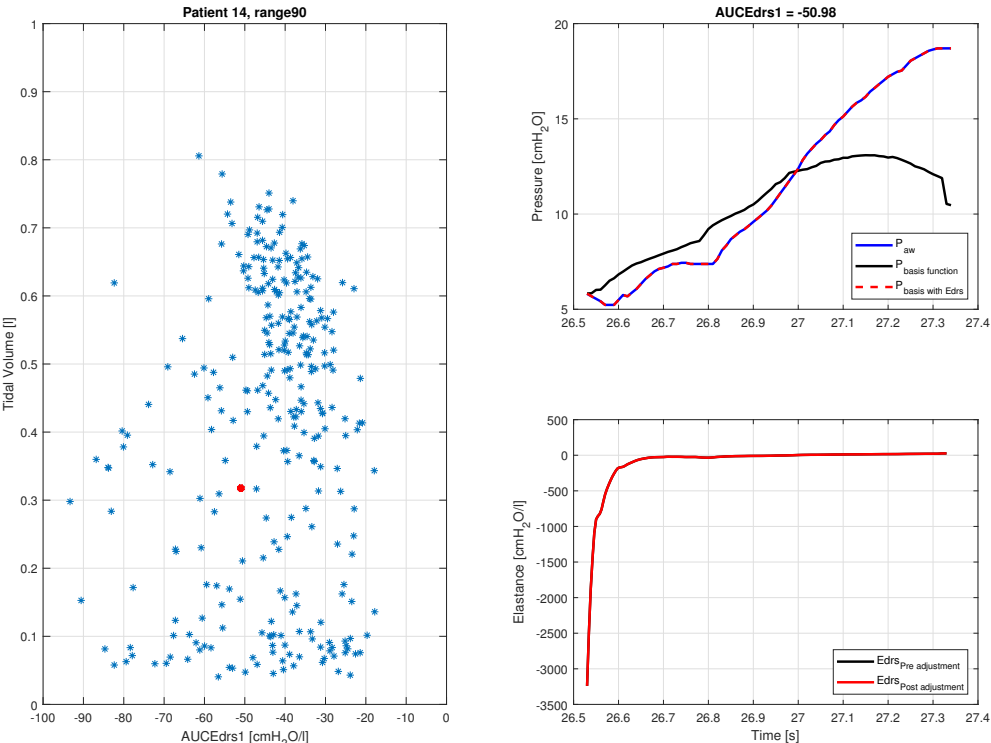 Patient 14, range90
1
0.9
0.8
0.7
0.6
0.5
0.4
0.3
0.2
0.1
0
Tidal Volume [l]
-100 -90 -80 -70 -60 -50 -40 -30 -20 -10 0
AUCEdrs1 [cmH2O/l]
AUCEdrs1 = -50.98
20
15
10
5
Pressure [cmH2O]
26.5 26.6 26.7 26.8 26.9 27 27.1 27.2 27.3 27.4
Paw
Pbasis function
Pbasis with Edrs
500
0
-500
-1000
-1500
-2000
-2500
-3000
-3500
Elastance [cmH2O/l]
EdrsPre adjustment
EdrsPost adjustment
26.5 26.6 26.7 26.8 26.9 27 27.1 27.2 27.3 27.4
Time [s]